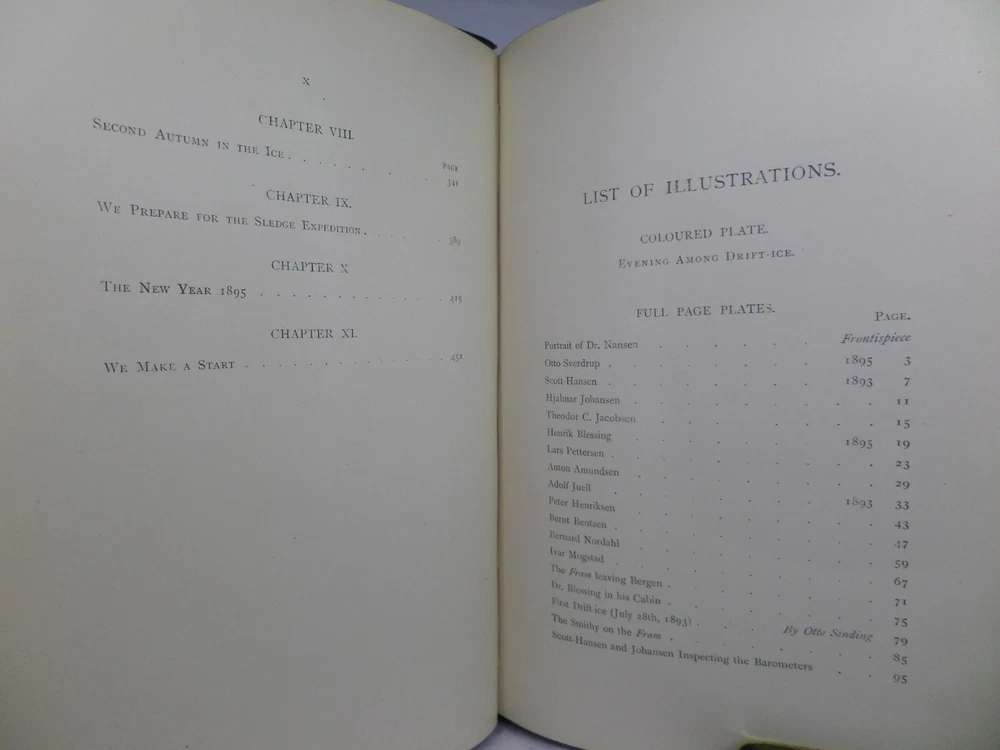 X
CHAPTER VIII.
PAGE
SECOND AUTUMN IN THE ICE . . . . . . . 341
CHAPTER IX.
WE PREPARE FOR THE SLEDGE EXPEDITION . . . . . 389
CHAPTER X
THE NEW YEAR 1895 . . . . . . . . . . 419
CHAPTER XI.
WE MAKE A START . . . . . . . . . . 451
LIST OF ILLUSTRATIONS.
COLOURED PLATE.
EVENING AMONG DRIFT-ICE.
FULL PAGE PLATES.
PAGE.
Portrait of Dr. Nansen . . . . . Frontispiece
Otto Sverdrup . . . . . . . 1895 3
Scott-Hansen . . . . . . . 1893 7
Hjalmar Johansen . . . . . . . 11
Theodor C. Jacobsen . . . . . . . 15
Henrik Blessing . . . . . . 1895 19
Lars Pettersen . . . . . . . . 23
Anton Amundsen . . . . . . . 29
Adolf Juell . . . . . . 1893 33
Peter Henriksen . . . . . . . 43
Bernt Bentzen . . . . . . . . 47
Bernard Nordahl . . . . . . . 59
Ivar Mogstad . . . . . . . . 67
The Fram leaving Bergen . . . . . . 71
Dr. Blessing in his Cabin . . . . . . 75
First Drift-ice (July 28th, 1893) . . . By Otto Sinding 79
The Smithy on the Fram . . . . . . 85
Scott-Hansen and Johansen Inspecting the Barometers . . 95